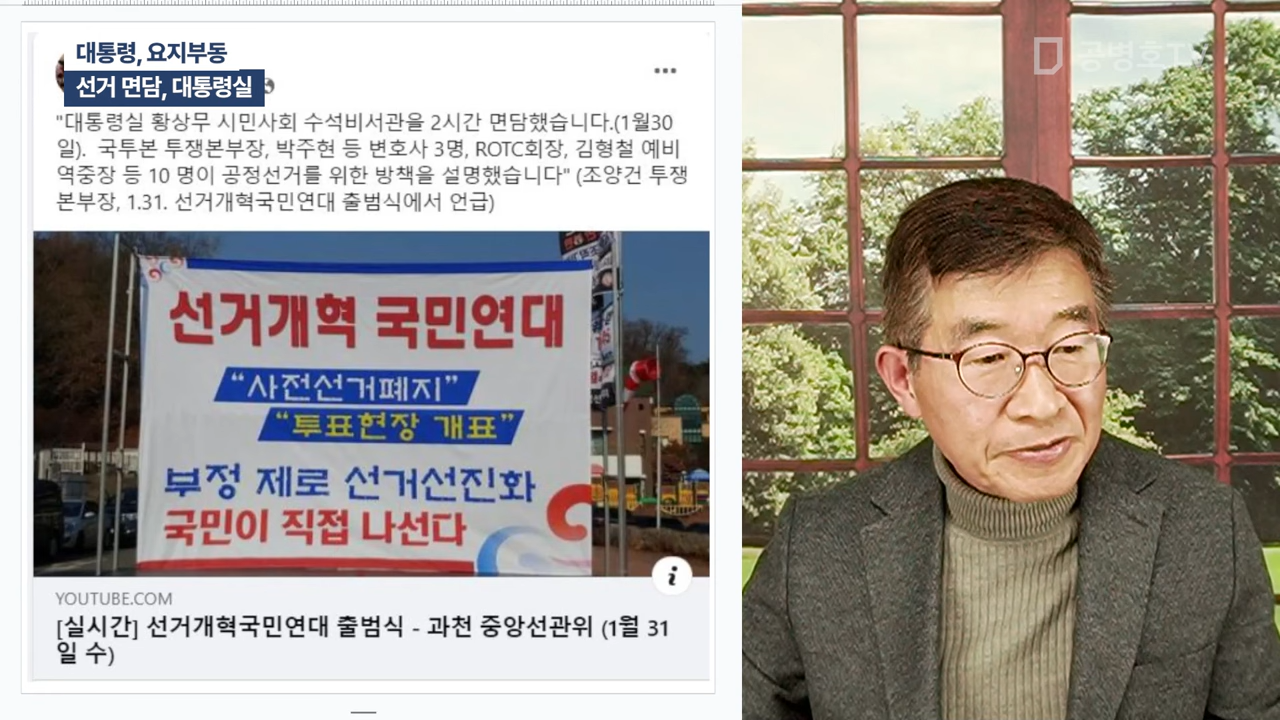 대통령, 요지부동
선거 면담, 대통령실
"대통령실 황상무 시민사회 수석비서관을 2시간 면담했습니다.(1월30
일). 국투본 투쟁본부장, 박주현 등 변호사 3명, ROTC회장, 김형철 예비
역중장 등 10 명이 공정선거를 위한 방책을 설명했습니다" (조양건 투쟁
본부장, 1.31. 선거개혁국민연대 출범식에서 언급)
선거개혁 국민연대
"사전선거폐지"
"투표현장 개표"
부정 제로 선거선진화
국민이 직접 나선다
YOUTUBE.COM
[실시간] 선거개혁국민연대 출범식 - 과천 중앙선관위 (1월 31
일 수)
공병호TV